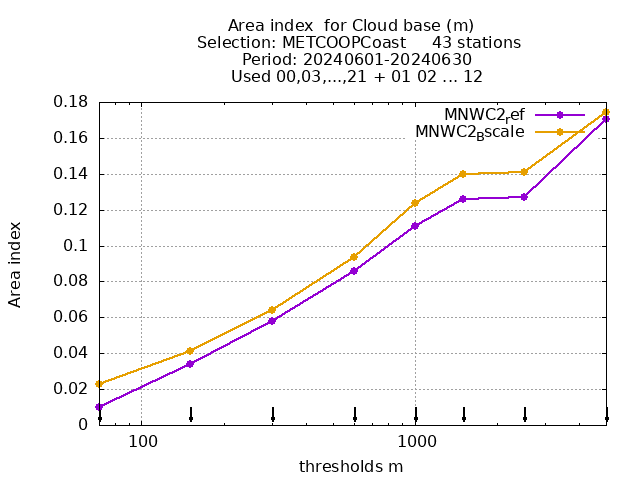 Area index  for Cloud base (m)
Selection: METCOOPCoast     43 stations
Period: 20240601-20240630
Used 00,03,...,21 + 01 02 ... 12
MNWC2_ref
MNWC2_Bscale
0.18
0.16
0.14
0.12
0.1
0.08
0.06
0.04
0.02
0
Area index
100
1000
thresholds m